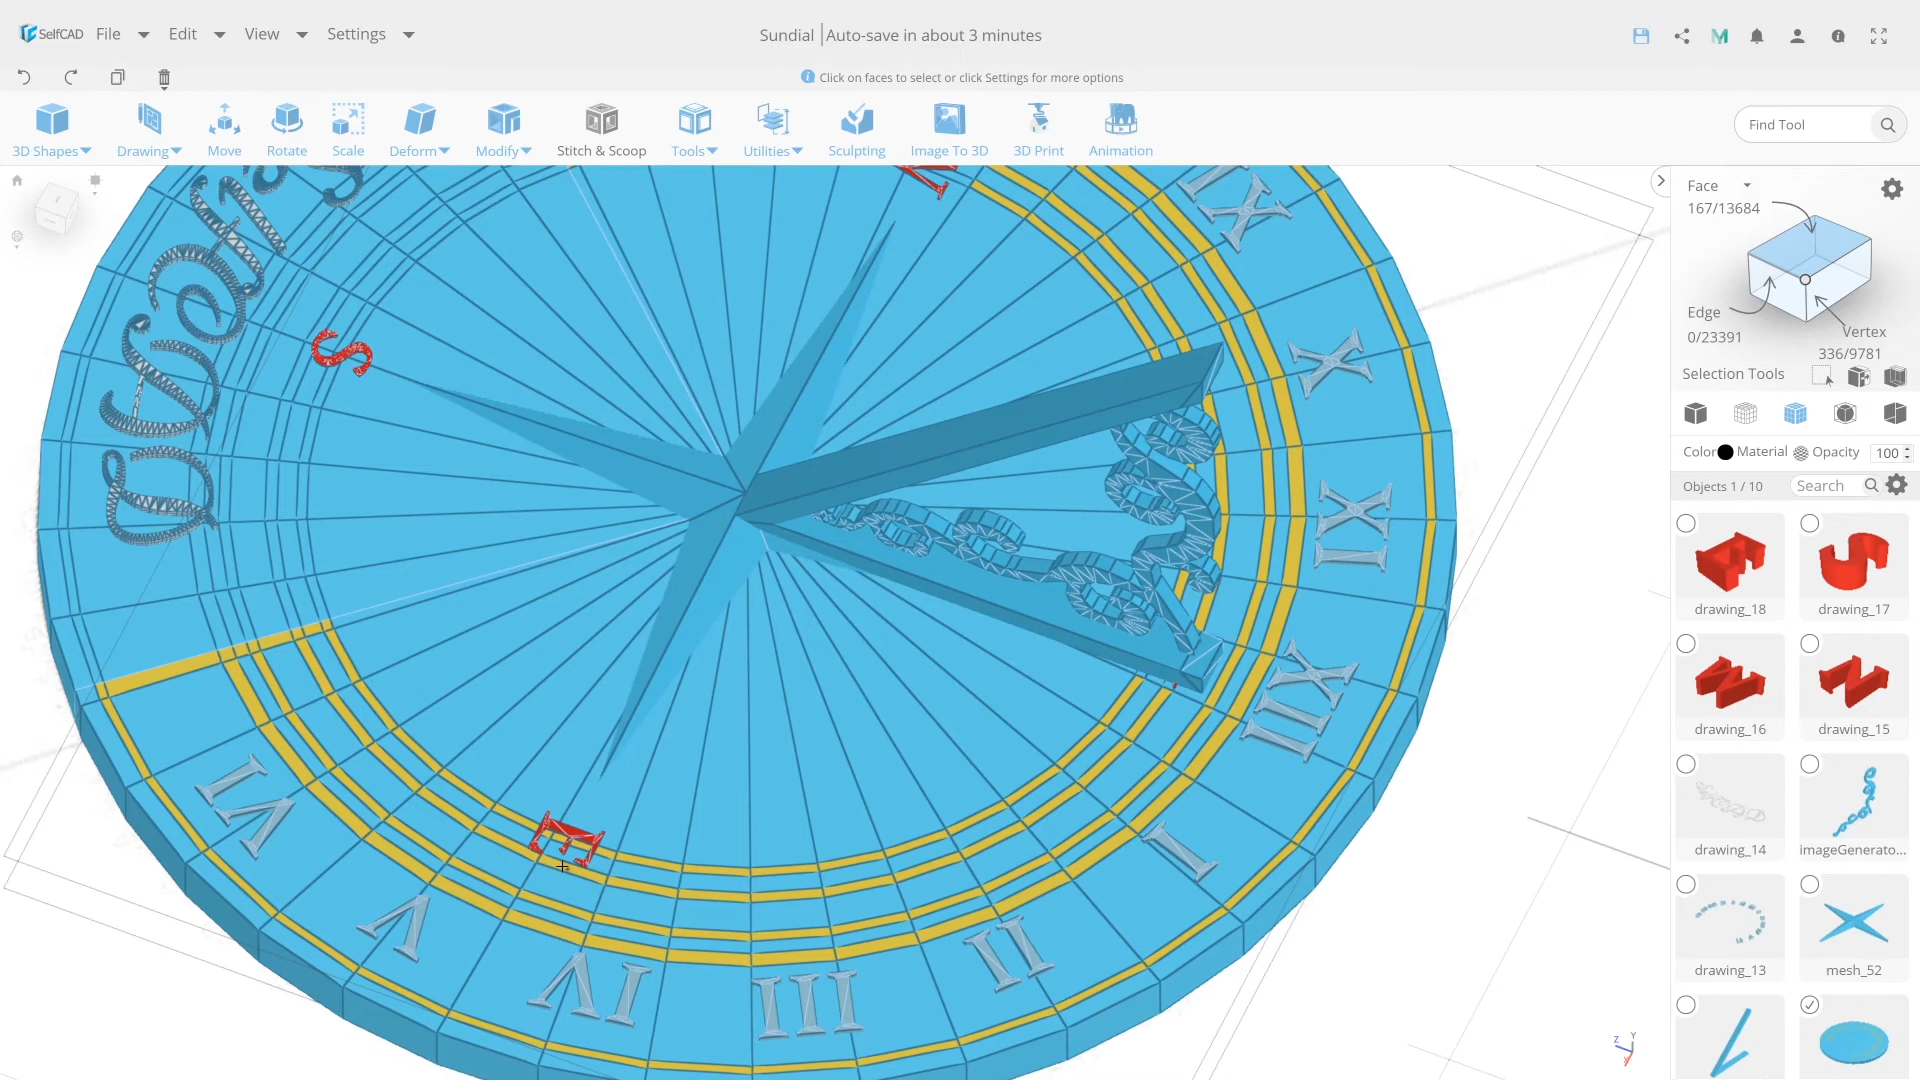 SelfCAD File Edit View Settings
Sundial | Auto-save in about 3 minutes
Click on faces to select or click Settings for more options
3D Shapes Drawing Move Rotate Scale Deform Modify Stitch & Scoop Tools Utilities Sculpting Image To 3D 3D Print Animation
Find Tool
Face
167/13684
Edge
0/23391
Vertex
336/9781
Selection Tools
Color Material Opacity 100
Objects 1 / 10 Search
drawing_18 drawing_17
drawing_16 drawing_15
drawing_14 imageGenerato...
drawing_13 mesh_52
S
E
IX
X
XI
XII
I
II
III
IV
V
VI
Z Y
X